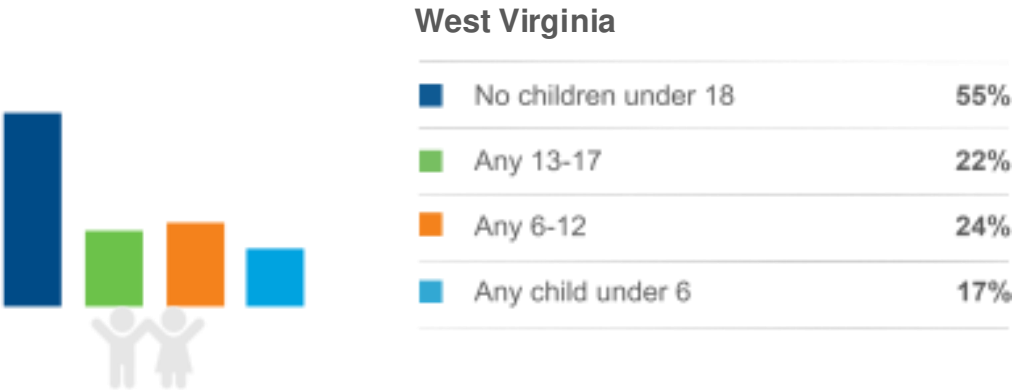 West Virginia
No children under 18 55%
Any 13-17 22%
Any 6-12 24%
Any child under 6 17%